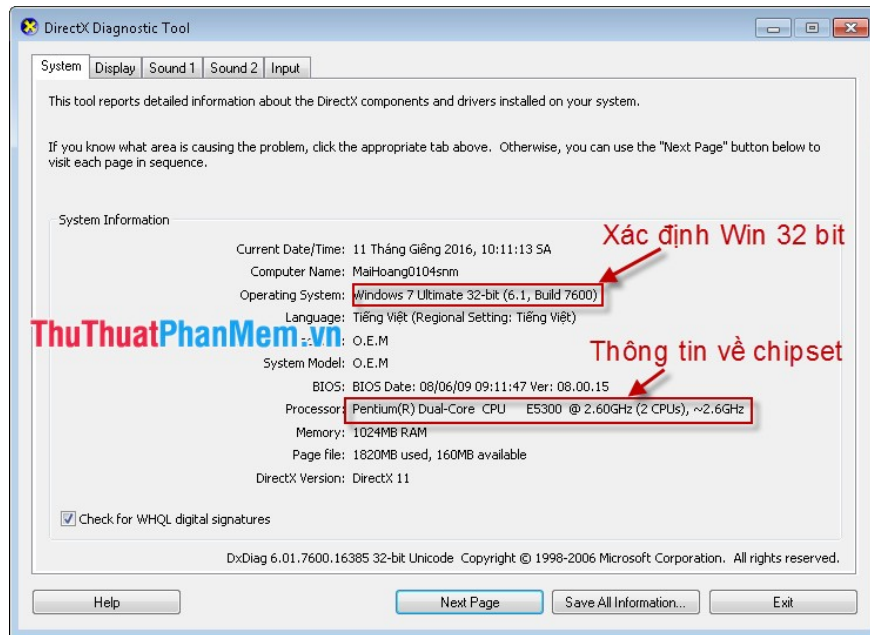 DirectX Diagnostic Tool
System Display Sound 1 Sound 2 Input
This tool reports detailed information about the DirectX components and drivers installed on your system.
If you know what area is causing the problem, click the appropriate tab above. Otherwise, you can use the "Next Page" button below to
visit each page in sequence.
System Information
Xác định Win 32 bit
Current Date/Time: 11 Tháng Giêng 2016, 10:11:13 SA
Computer Name: MaiHoang0104snm
Operating System: Windows 7 Ultimate 32-bit (6.1, Build 7600)
Language: Tiếng Việt (Regional Setting: Tiếng Việt)
ThuThuatPhanMem.vn
O.E.M
Thông tin về chipset
System Model: O.E.M
BIOS: BIOS Date: 08/06/09 09:11:47 Ver: 08.00.15
Processor: Pentium(R) Dual-Core CPU E5300 @ 2.60GHz (2 CPUs), ~2.6GHz
Memory: 1024MB RAM
Page file: 1820MB used, 160MB available
DirectX Version: DirectX 11
Check for WHQL digital signatures
DxDiag 6.01.7600.16385 32-bit Unicode Copyright © 1998-2006 Microsoft Corporation. All rights reserved.
Help Next Page Save All Information... Exit